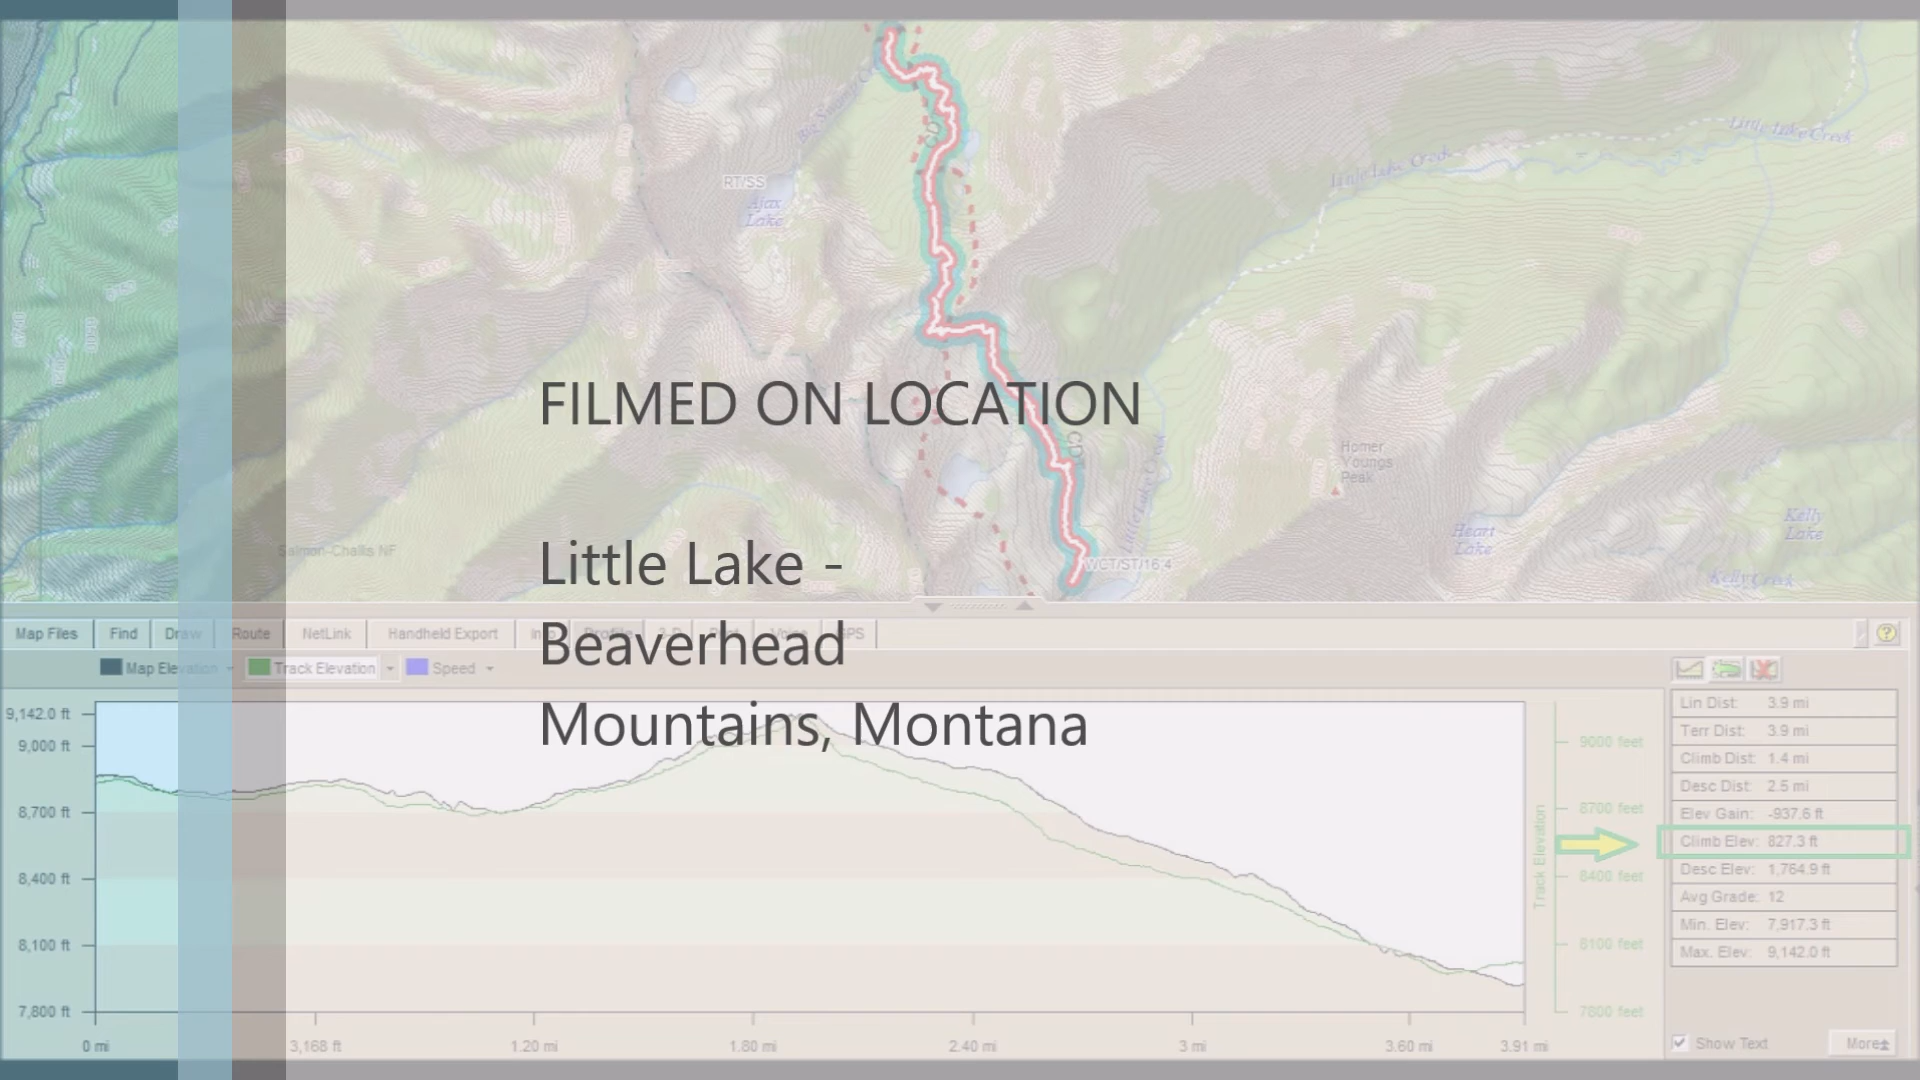 Little Lake Creek
Little Lake Creek
RT/SS
Ajax
Lake
FILMED ON LOCATION
Homer
Youngs
Peak
Heart
Lake
Kelly
Lake
Kelly Creek
Salmon-Challis NF
Little Lake Creek
WCT/ST/16,4
Little Lake -
Beaverhead
Mountains, Montana
Map Files
Find
Draw
Route
NetLink
Handheld Export
Info
Profile
3-D
GPS
Map Elevation
Track Elevation
Speed
9,142.0 ft
9,000 ft
8,700 ft
8,400 ft
8,100 ft
7,800 ft
0 mi
3,168 ft
1.20 mi
1.80 mi
2.40 mi
3 mi
3.60 mi
3.91 mi
Track Elevation
9000 feet
8700 feet
8400 feet
8100 feet
7800 feet
Lin Dist: 3.9 mi
Terr Dist: 3.9 mi
Climb Dist: 1.4 mi
Desc Dist: 2.5 mi
Elev Gain: -937.6 ft
Climb Elev: 827.3 ft
Desc Elev: 1,764.9 ft
Avg Grade: 12
Min. Elev: 7,917.3 ft
Max. Elev: 9,142.0 ft
Show Text
More